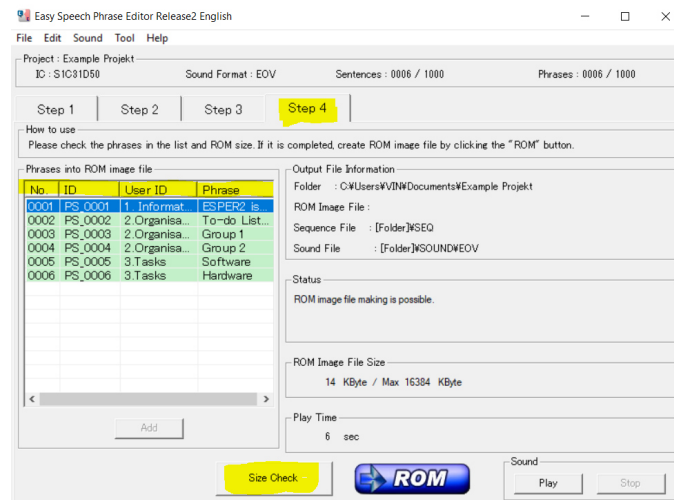 Easy Speech Phrase Editor Release2 English
File Edit Sound Tool Help
Project : Example Projekt
IC : S1C31D50 Sound Format : EOV Sentences : 0006 / 1000 Phrases : 0006 / 1000
Step 1 Step 2 Step 3 Step 4
How to use
Please check the phrases in the list and ROM size. If it is completed, create ROM image file by clicking the "ROM" button.
Phrases into ROM image file
No. ID User ID Phrase
0001 PS_0001 1. Informat... ESPER2 is...
0002 PS_0002 2.Organisa... To-do List...
0003 PS_0003 2.Organisa... Group 1
0004 PS_0004 2.Organisa... Group 2
0005 PS_0005 3.Tasks Software
0006 PS_0006 3.Tasks Hardware
Add
Output File Information
Folder : C:¥Users¥VIN¥Documents¥Example Projekt
ROM Image File :
Sequence File : [Folder]¥SEQ
Sound File : [Folder]¥SOUND¥EOV
Status
ROM image file making is possible.
ROM Image File Size
14 KByte / Max 16384 KByte
Play Time
6 sec
Size Check
ROM
Sound
Play Stop